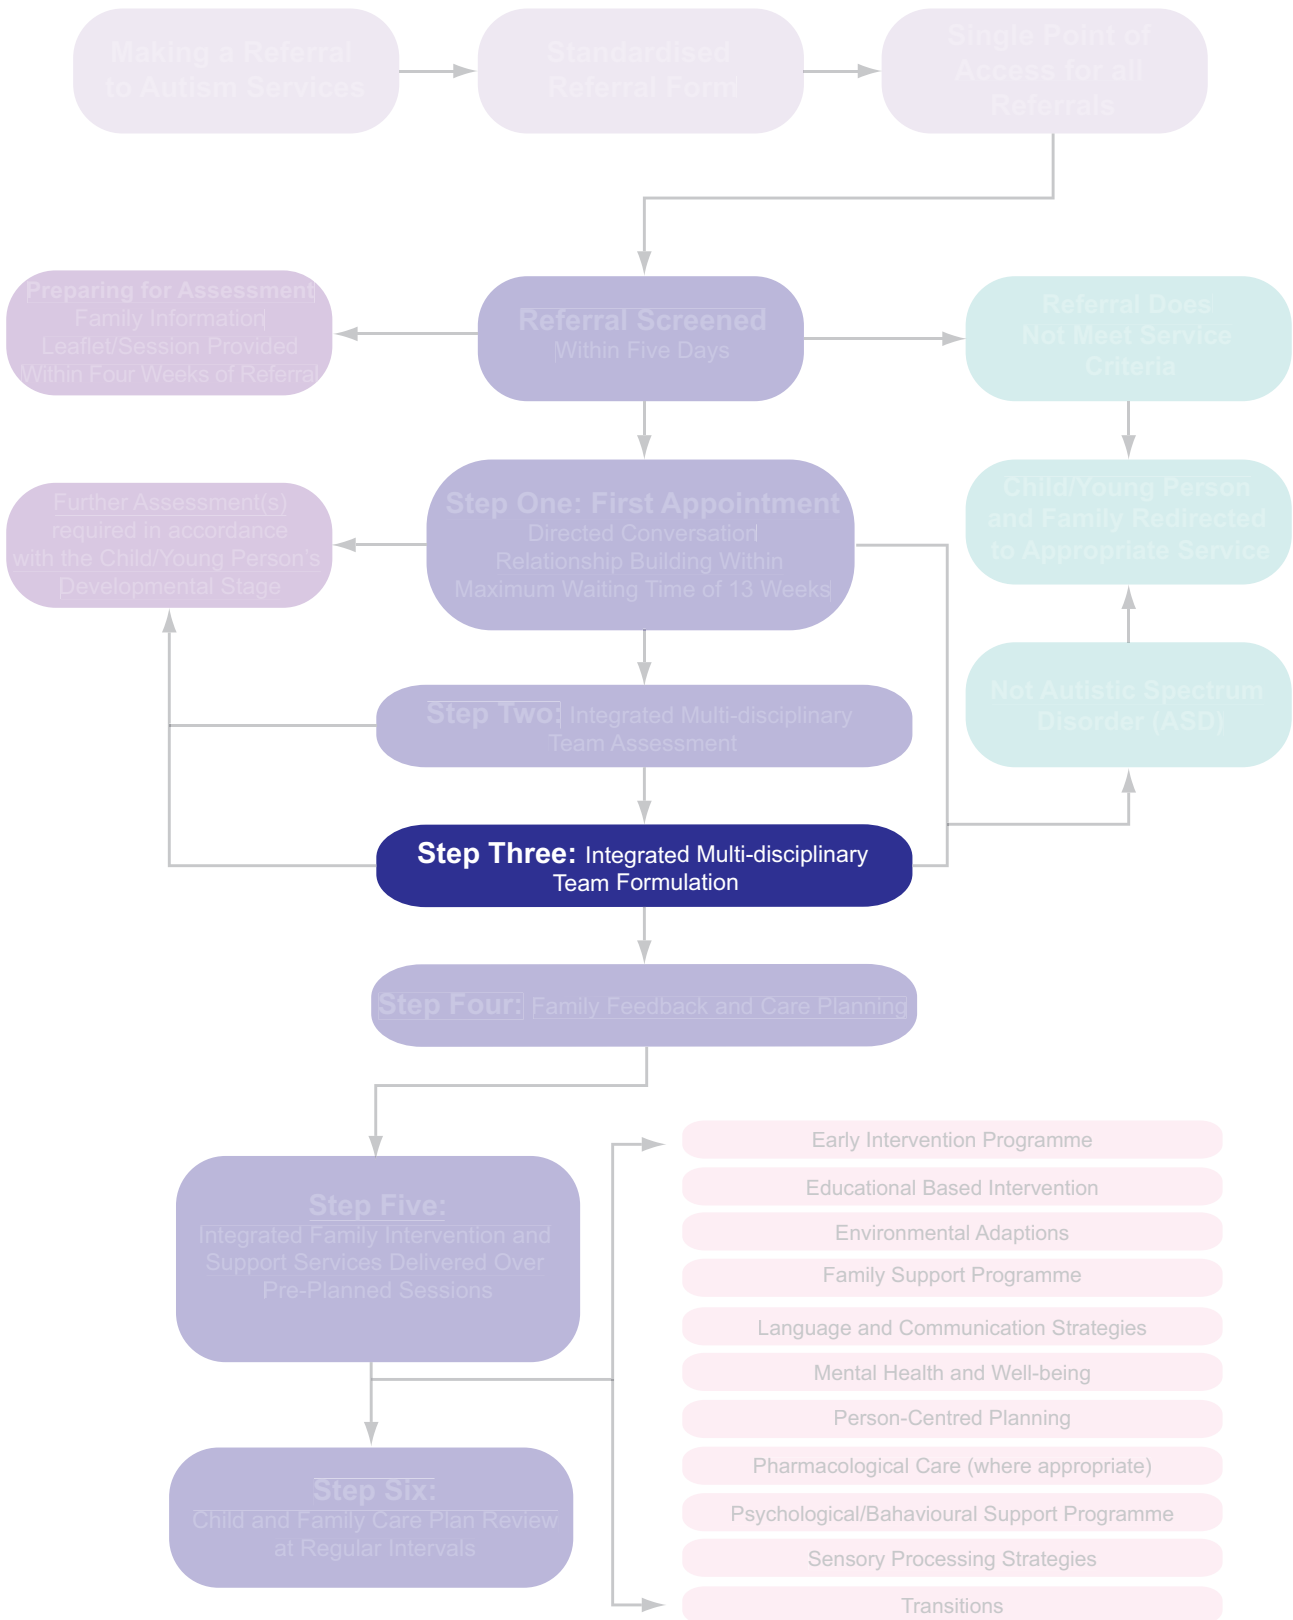 Making a Referral
to Autism Services
Standardised
Referral Form
Single Point of
Access for all
Referrals
Preparing for Assessment
Family Information
Leaflet/Session Provided
Within Four Weeks of Referral
Referral Screened
Within Five Days
Referral Does
Not Meet Service
Criteria
Further Assessment(s)
required in accordance
with the Child/Young Person's
Developmental Stage
Step One: First Appointment
Directed Conversation
Relationship Building Within
Maximum Waiting Time of 13 Weeks
Child/Young Person
and Family Redirected
to Appropriate Service
Step Two: Integrated Multi-disciplinary
Team Assessment
Not Autistic Spectrum
Disorder (ASD)
Step Three: Integrated Multi-disciplinary
Team Formulation
Step Four: Family Feedback and Care Planning
Step Five:
Integrated Family Intervention and
Support Services Delivered Over
Pre-Planned Sessions
Early Intervention Programme
Educational Based Intervention
Environmental Adaptions
Family Support Programme
Language and Communication Strategies
Mental Health and Well-being
Person-Centred Planning
Pharmacological Care (where appropriate)
Psychological/Bahavioural Support Programme
Sensory Processing Strategies
Transitions
Step Six:
Child and Family Care Plan Review
at Regular Intervals